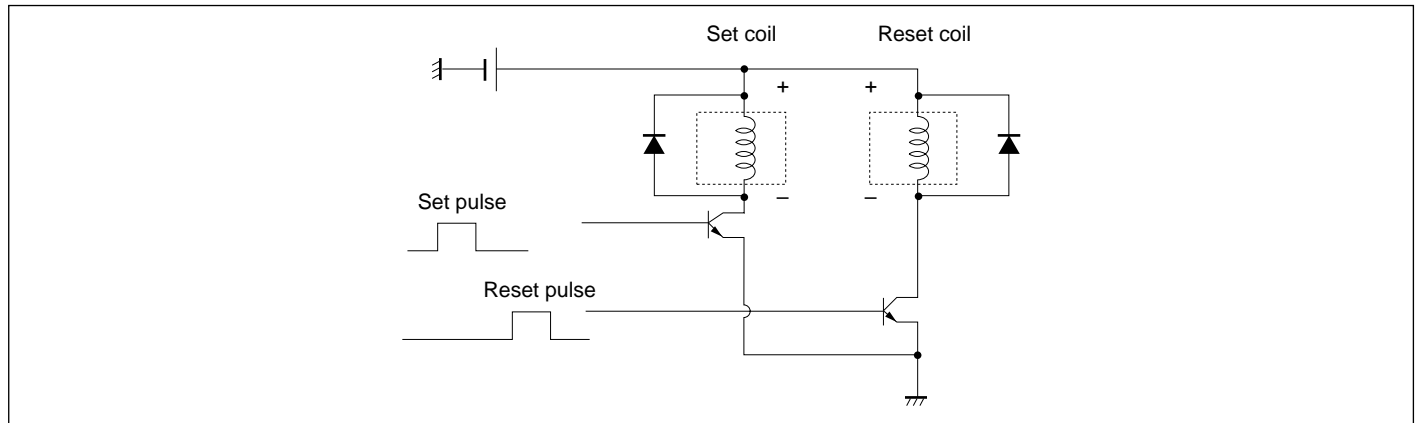 Set coil Reset coil
+ +
– –
Set pulse
Reset pulse